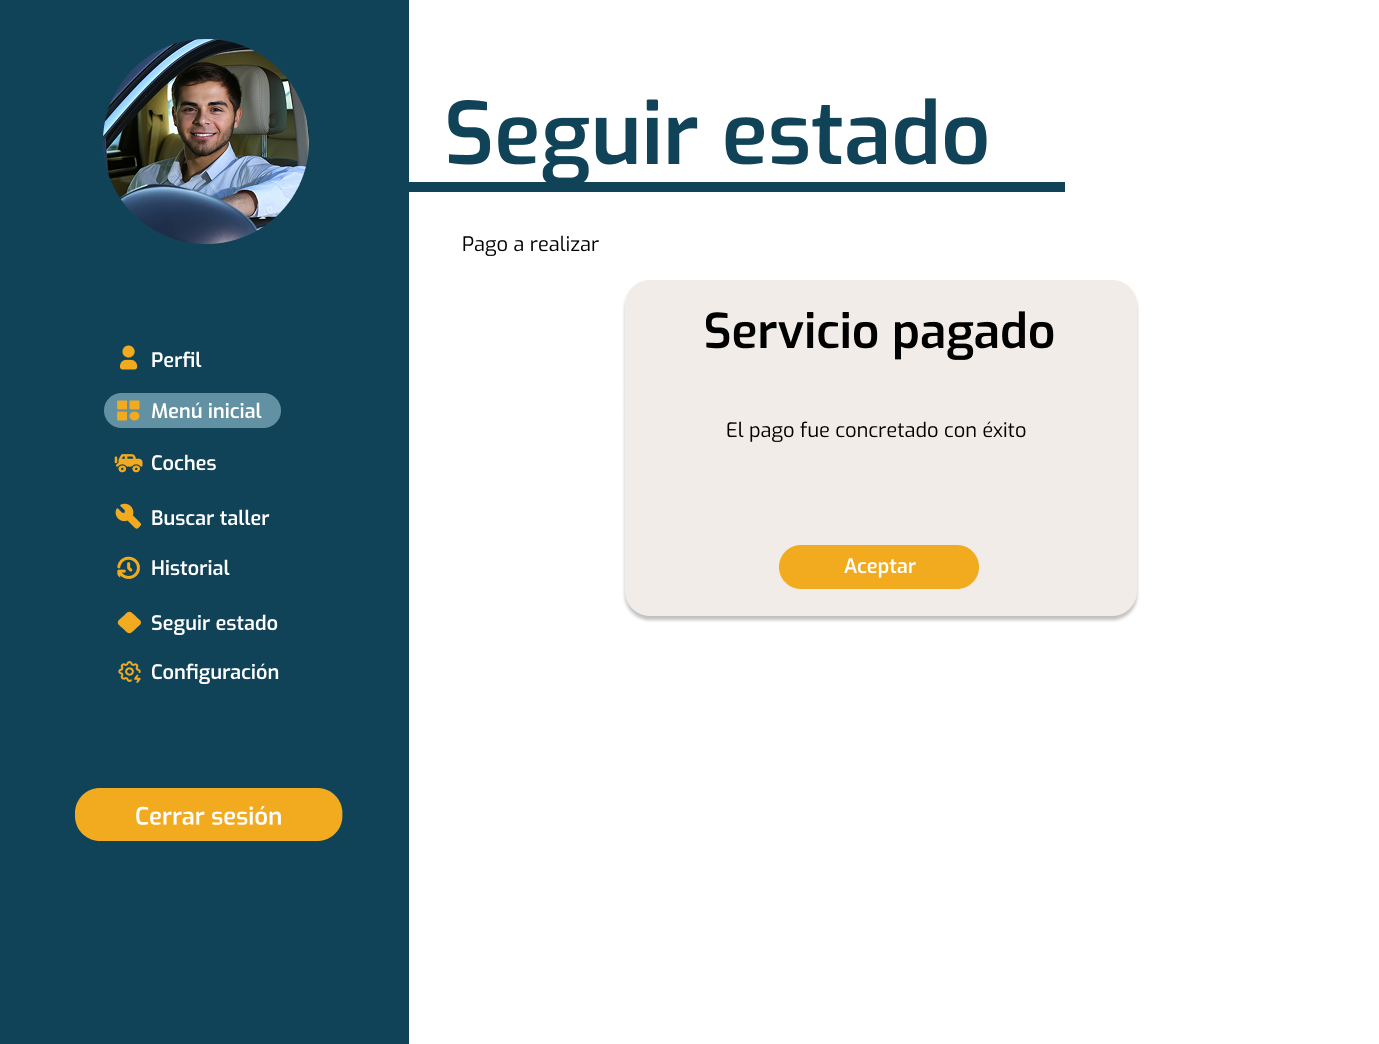 Seguir estado
Pago a realizar
Servicio pagado
El pago fue concretado con éxito
Aceptar
Perfil
Menú inicial
Coches
Buscar taller
Historial
Seguir estado
Configuración
Cerrar sesión